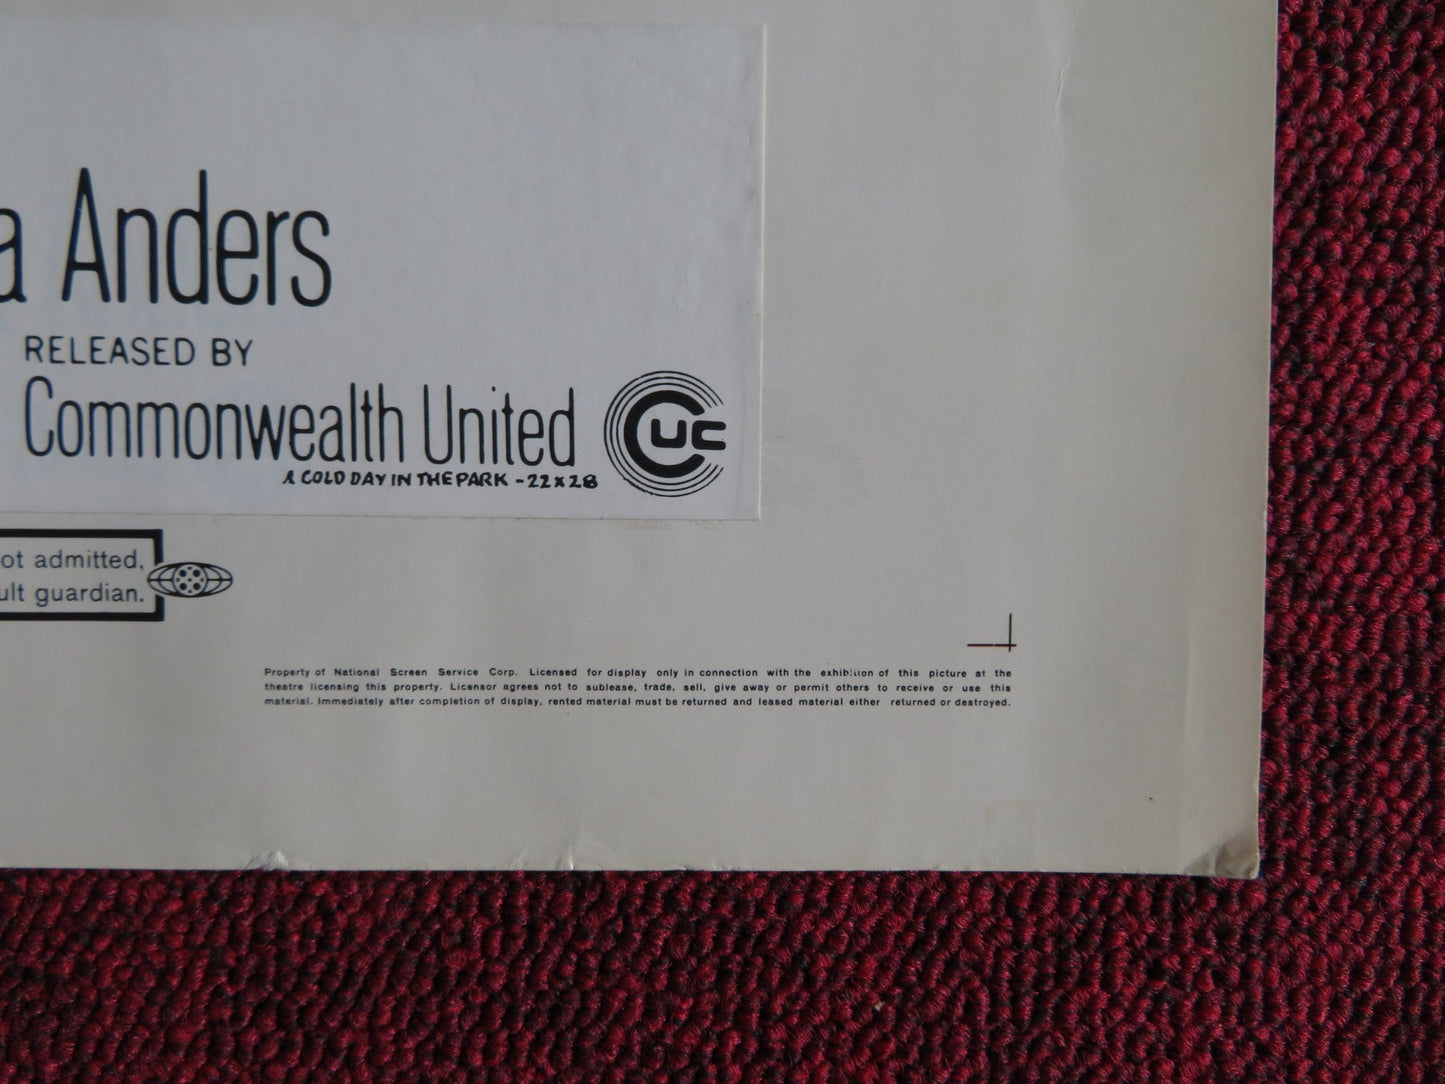 a Anders
RELEASED BY
Commonwealth United
CUC
A COLD DAY IN THE PARK - 22 x 28
ot admitted,
ult guardian.
Property of National Screen Service Corp. Licensed for display only in connection with the exhibition of this picture at the
theatre licensing this property. Licensor agrees not to sublease, trade, sell, give away or permit others to receive or use this
material. Immediately after completion of display, rented material must be returned and leased material either returned or destroyed.